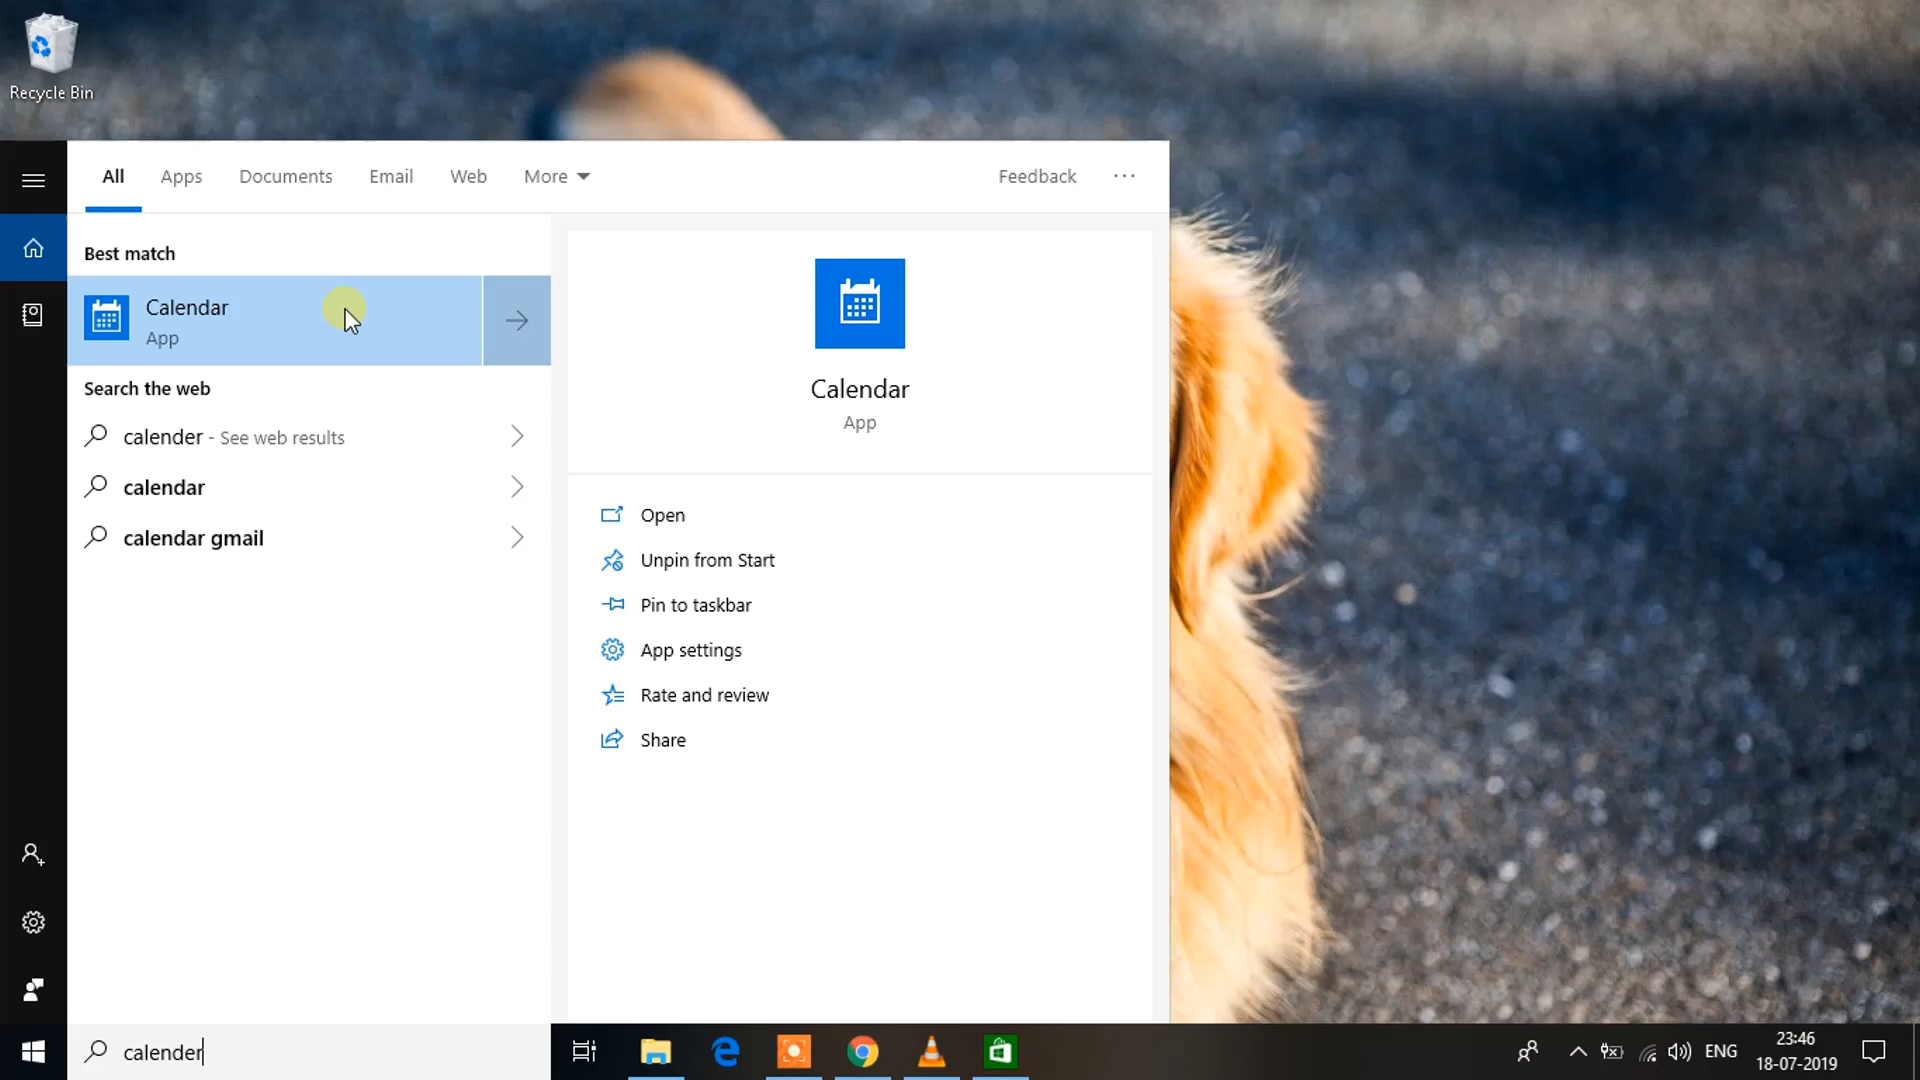 Recycle Bin
All Apps Documents Email Web More Feedback ...
Best match
Calendar
App
Search the web
calender - See web results
calendar
calendar gmail
Calendar
App
Open
Unpin from Start
Pin to taskbar
App settings
Rate and review
Share
calender
ENG
23:46
18-07-2019